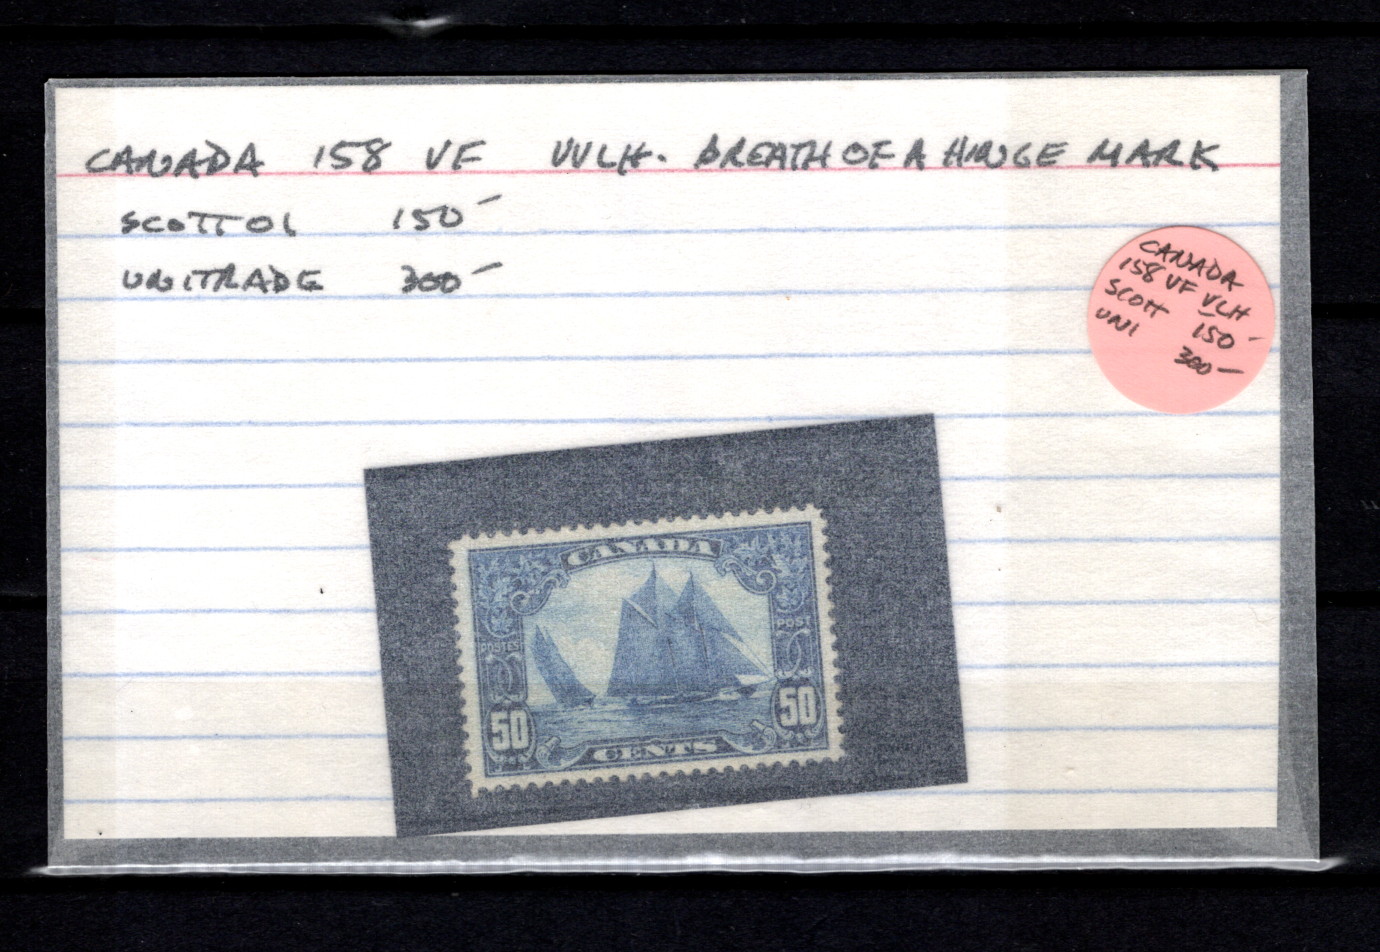 CANADA 158 VF VVLH. BREATH OF A HINGE MARK
SCOTT 01 150-
UNITRADE 300-
CANADA
158 VF VLH
SCOTT 150-
UNI 300-
CANADA
POSTES POST
50 50
CENTS